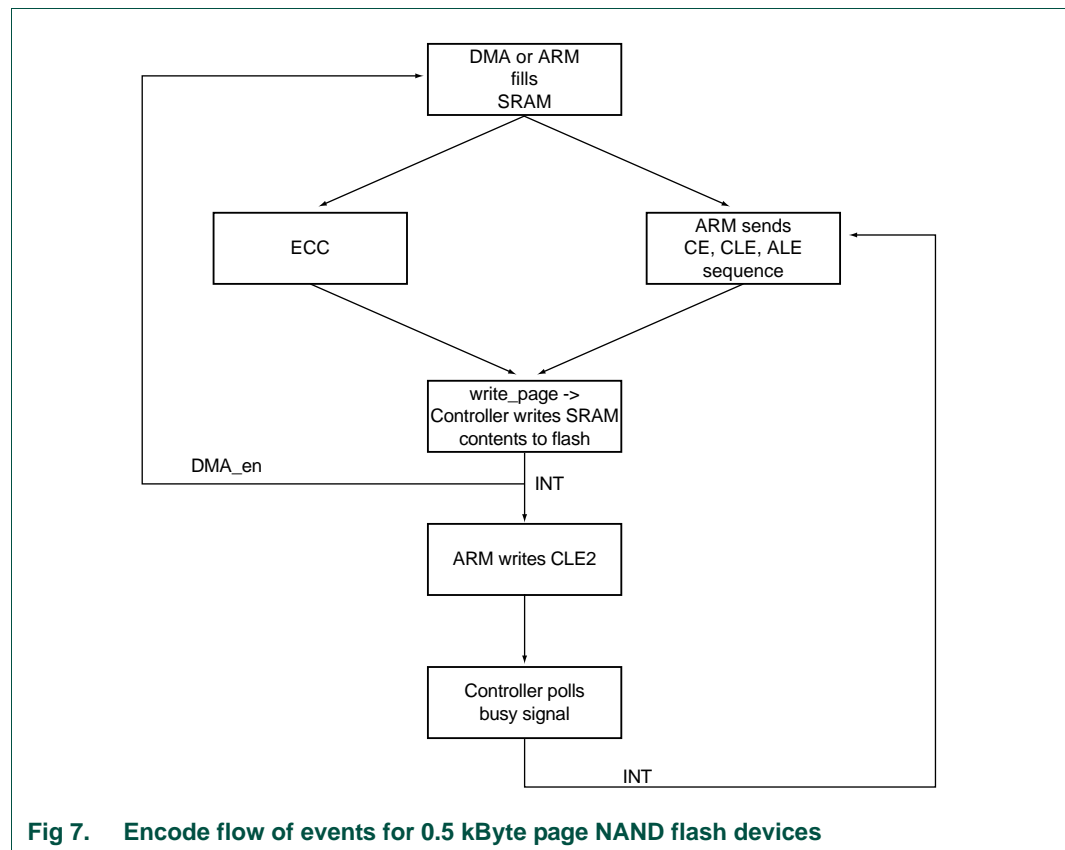 DMA or ARM
fills
SRAM
ECC
ARM sends
CE, CLE, ALE
sequence
write_page ->
Controller writes SRAM
contents to flash
DMA_en
INT
ARM writes CLE2
Controller polls
busy signal
INT
Fig 7. Encode flow of events for 0.5 kByte page NAND flash devices